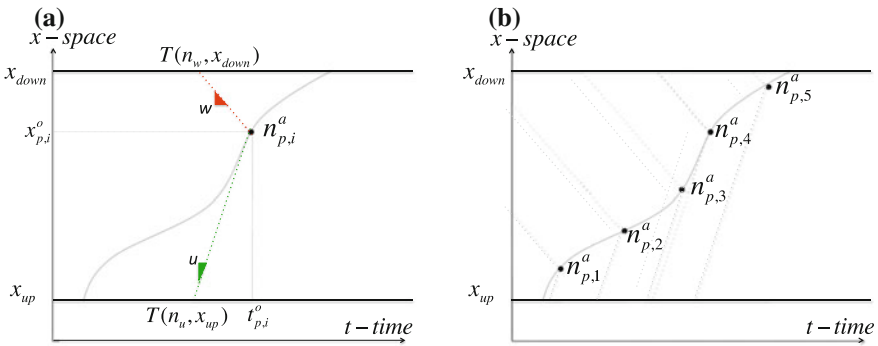 (a)
x – space
T(n_w, x_down)
x_down
w
n^a_{p,i}
x^o_{p,i}
u
x_up
T(n_u, x_up)
t^o_{p,i}
t – time
(b)
x – space
x_down
n^a_{p,5}
n^a_{p,4}
n^a_{p,3}
n^a_{p,2}
n^a_{p,1}
x_up
t – time